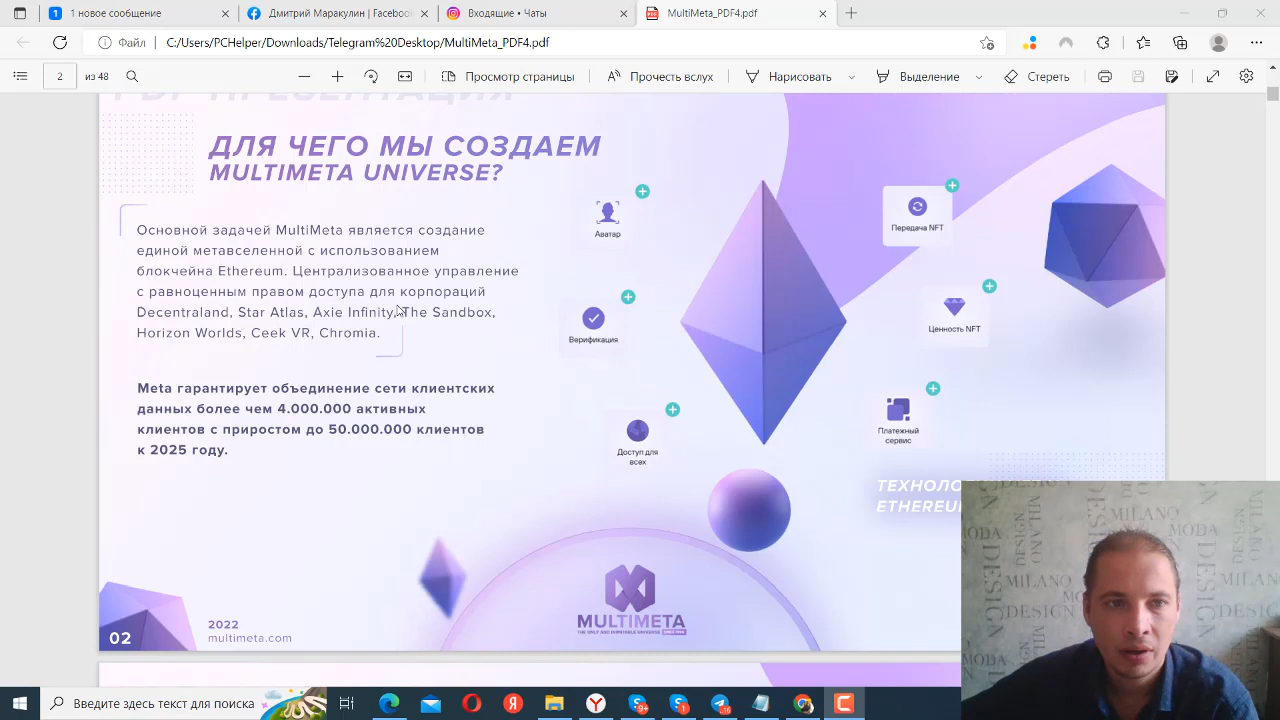 1 новое сообщение
Дмитрий Маракулин | Facebook
Входящие • Чаты
MultiMeta_PDF4.pdf
Файл
C:/Users/PCHelper/Downloads/Telegram%20Desktop/MultiMeta_PDF4.pdf
2 из 48
Просмотр страницы
Прочесть вслух
Нарисовать
Выделение
Стереть
PDF ПРЕЗЕНТАЦИЯ
ДЛЯ ЧЕГО МЫ СОЗДАЕМ
MULTIMETA UNIVERSE?
Основной задачей MultiMeta является создание
единой метавселенной с использованием
блокчейна Ethereum. Централизованное управление
с равноценным правом доступа для корпораций
Decentraland, Star Atlas, Axie Infinity, The Sandbox,
Horizon Worlds, Ceek VR, Chromia.
Meta гарантирует объединение сети клиентских
данных более чем 4.000.000 активных
клиентов с приростом до 50.000.000 клиентов
к 2025 году.
Аватар
Верификация
Доступ для
всех
Передача NFT
Ценность NFT
Платежный
сервис
ТЕХНОЛО
ETHEREU
MULTIMETA
02
2022
multimeta.com
MILANO
MODA
DESIGN
Введите здесь текст для поиска